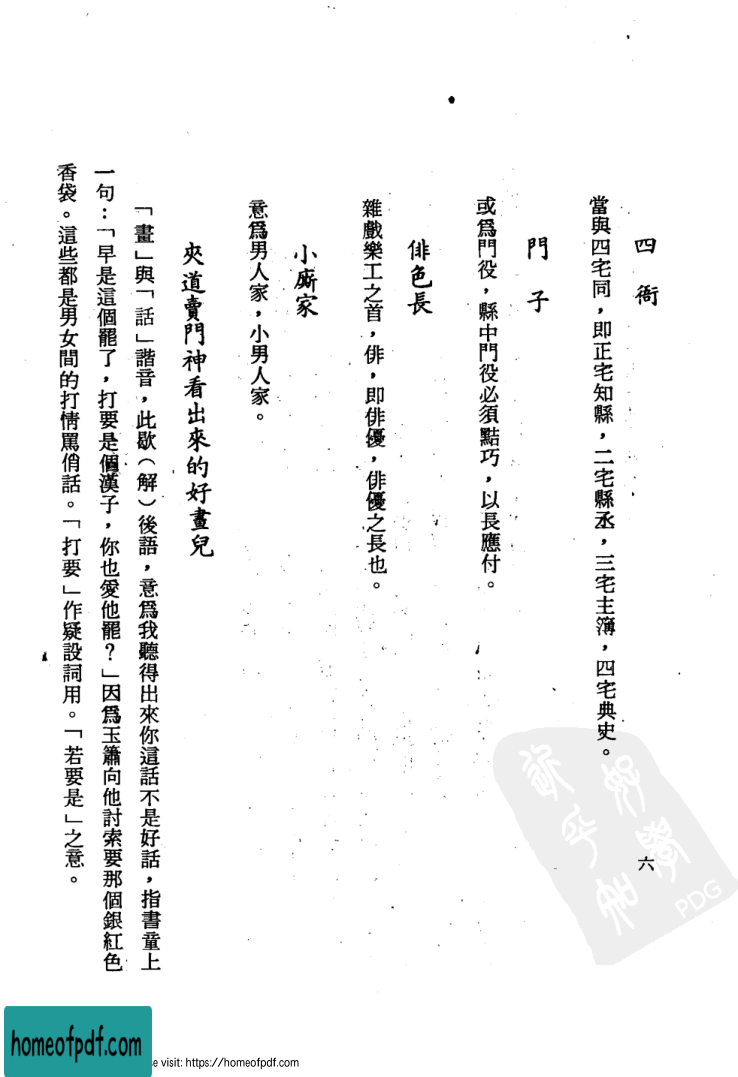 四衙
當與四宅同，即正宅知縣，二宅縣丞，三宅主簿，四宅典史。
門子
或爲門役，縣中門役必須黠巧，以長應付。
俳色長
雜戲樂工之首，俳，即俳優，俳優之長也。
小廝家
意爲男人家，小男人家。
夾道賣門神看出來的好畫兒
「畫」與「話」諧音，此歇（解）後語，意爲我聽得出來你這話不是好話，指書童上
一句：「早是這個罷了，打要是個漢子，你也愛他罷？」因爲玉簫向他討索要那個銀紅色
香袋。這些都是男女間的打情罵俏話。「打要」作疑設詞用。「若要是」之意。
六
好學
敏乎知
PDG
homeofpdf.com
se visit: https://homeofpdf.com